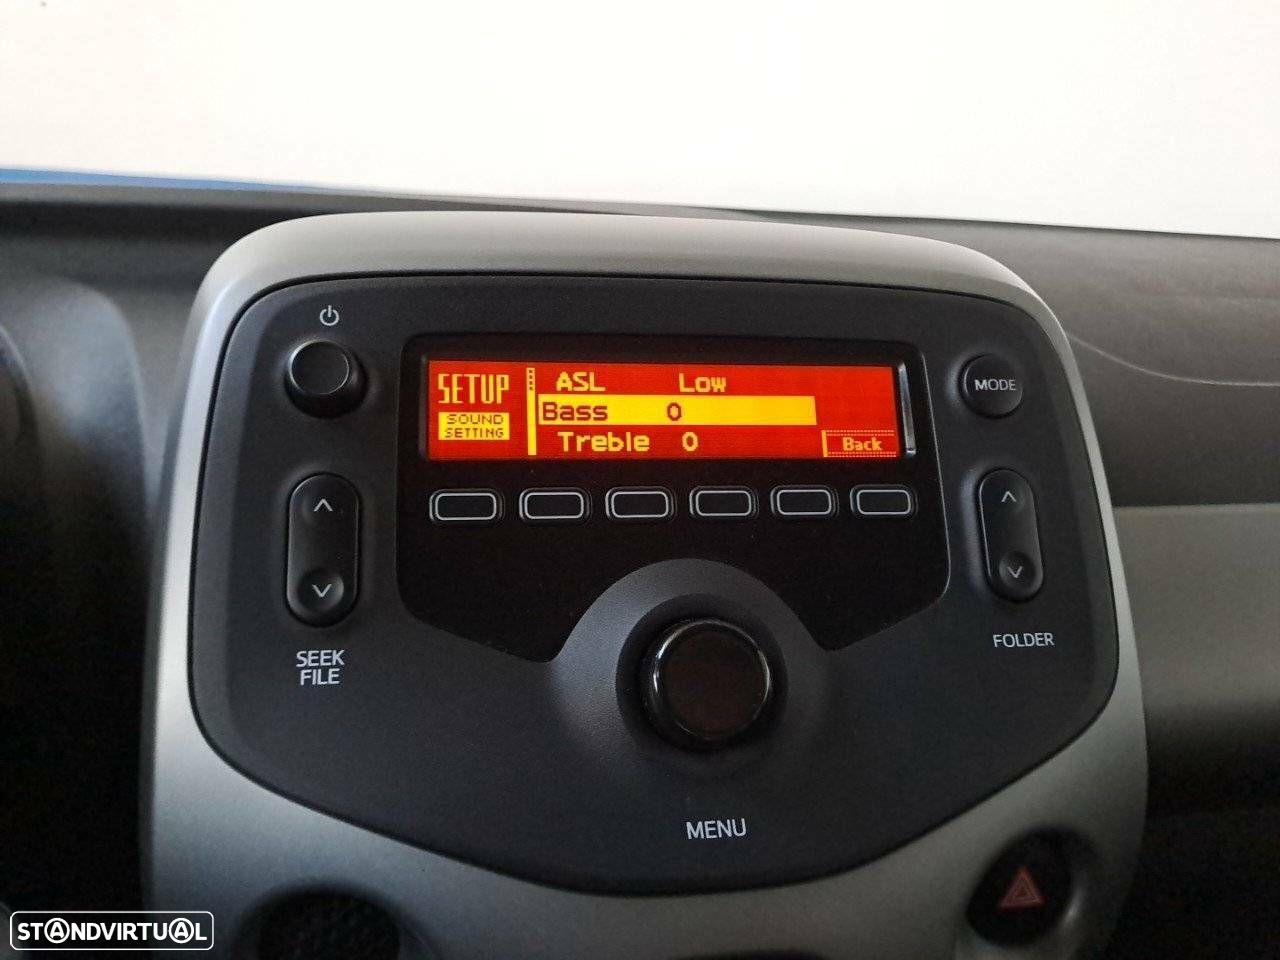 SETUP
SOUND
SETTING
ASL Low
Bass 0
Treble 0
Back
MODE
SEEK
FILE
FOLDER
MENU
STANDVIRTUAL